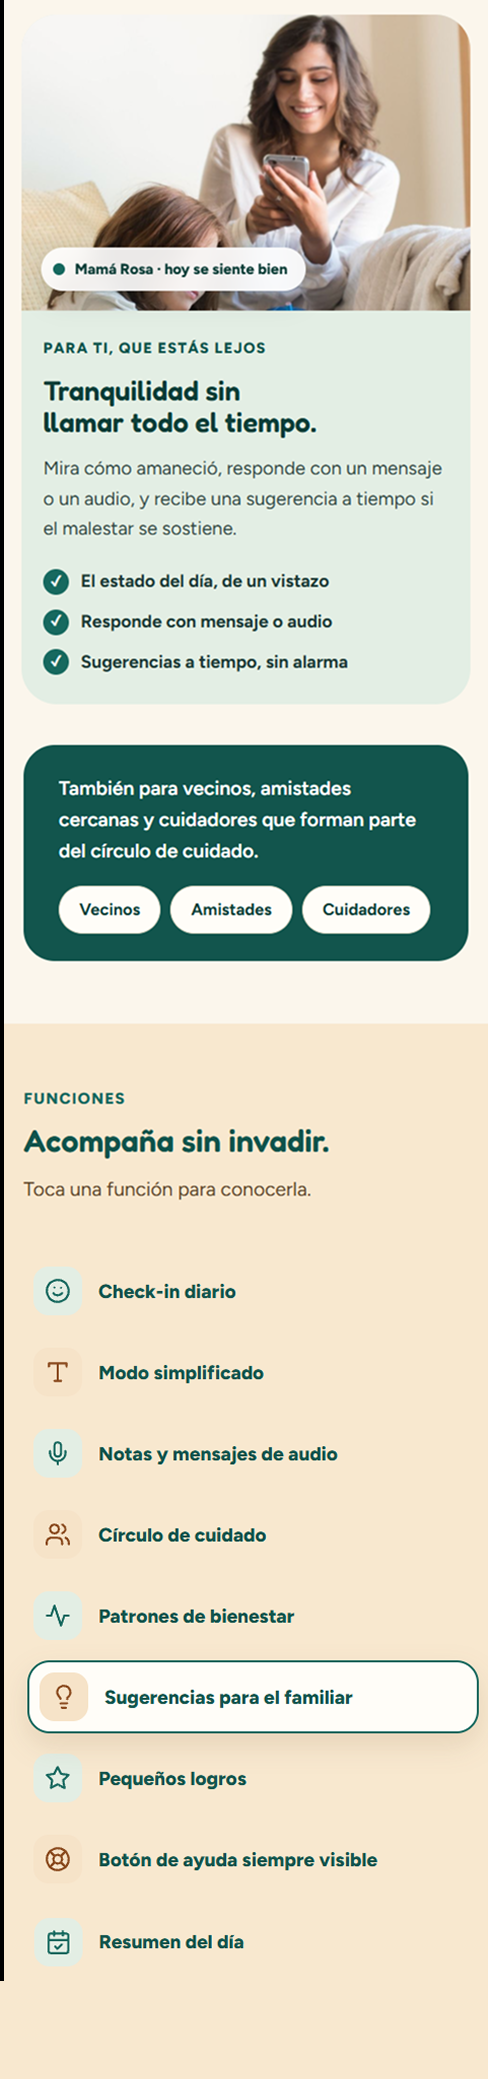 Mamá Rosa · hoy se siente bien
PARA TI, QUE ESTÁS LEJOS
Tranquilidad sin
llamar todo el tiempo.
Mira cómo amaneció, responde con un mensaje
o un audio, y recibe una sugerencia a tiempo si
el malestar se sostiene.
El estado del día, de un vistazo
Responde con mensaje o audio
Sugerencias a tiempo, sin alarma
También para vecinos, amistades
cercanas y cuidadores que forman parte
del círculo de cuidado.
Vecinos Amistades Cuidadores
FUNCIONES
Acompaña sin invadir.
Toca una función para conocerla.
Check-in diario
Modo simplificado
Notas y mensajes de audio
Círculo de cuidado
Patrones de bienestar
Sugerencias para el familiar
Pequeños logros
Botón de ayuda siempre visible
Resumen del día